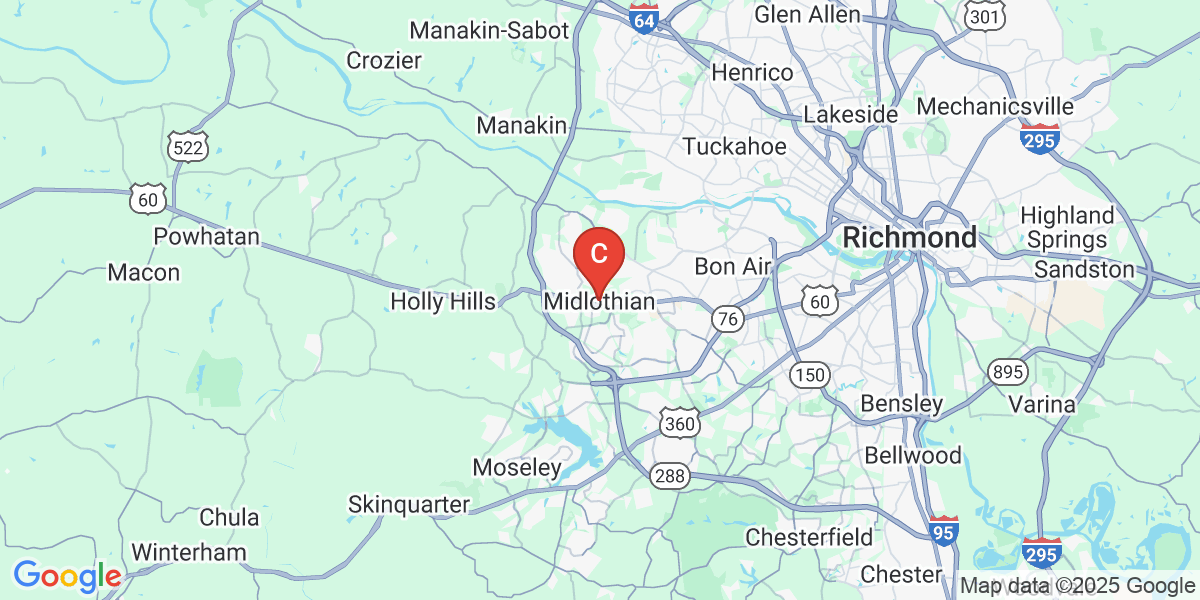 Glen Allen
301
64
Manakin-Sabot
Crozier
Henrico
Mechanicsville
Lakeside
Manakin
295
522
Tuckahoe
60
Highland
Springs
Powhatan
Richmond
C
Bon Air
Macon
Sandston
Holly Hills
Midlothian
60
76
150
895
Bensley
Varina
360
Bellwood
Moseley
288
Skinquarter
Chula
95
Chesterfield
Winterham
295
Chester
Google
Map data ©2025 Google